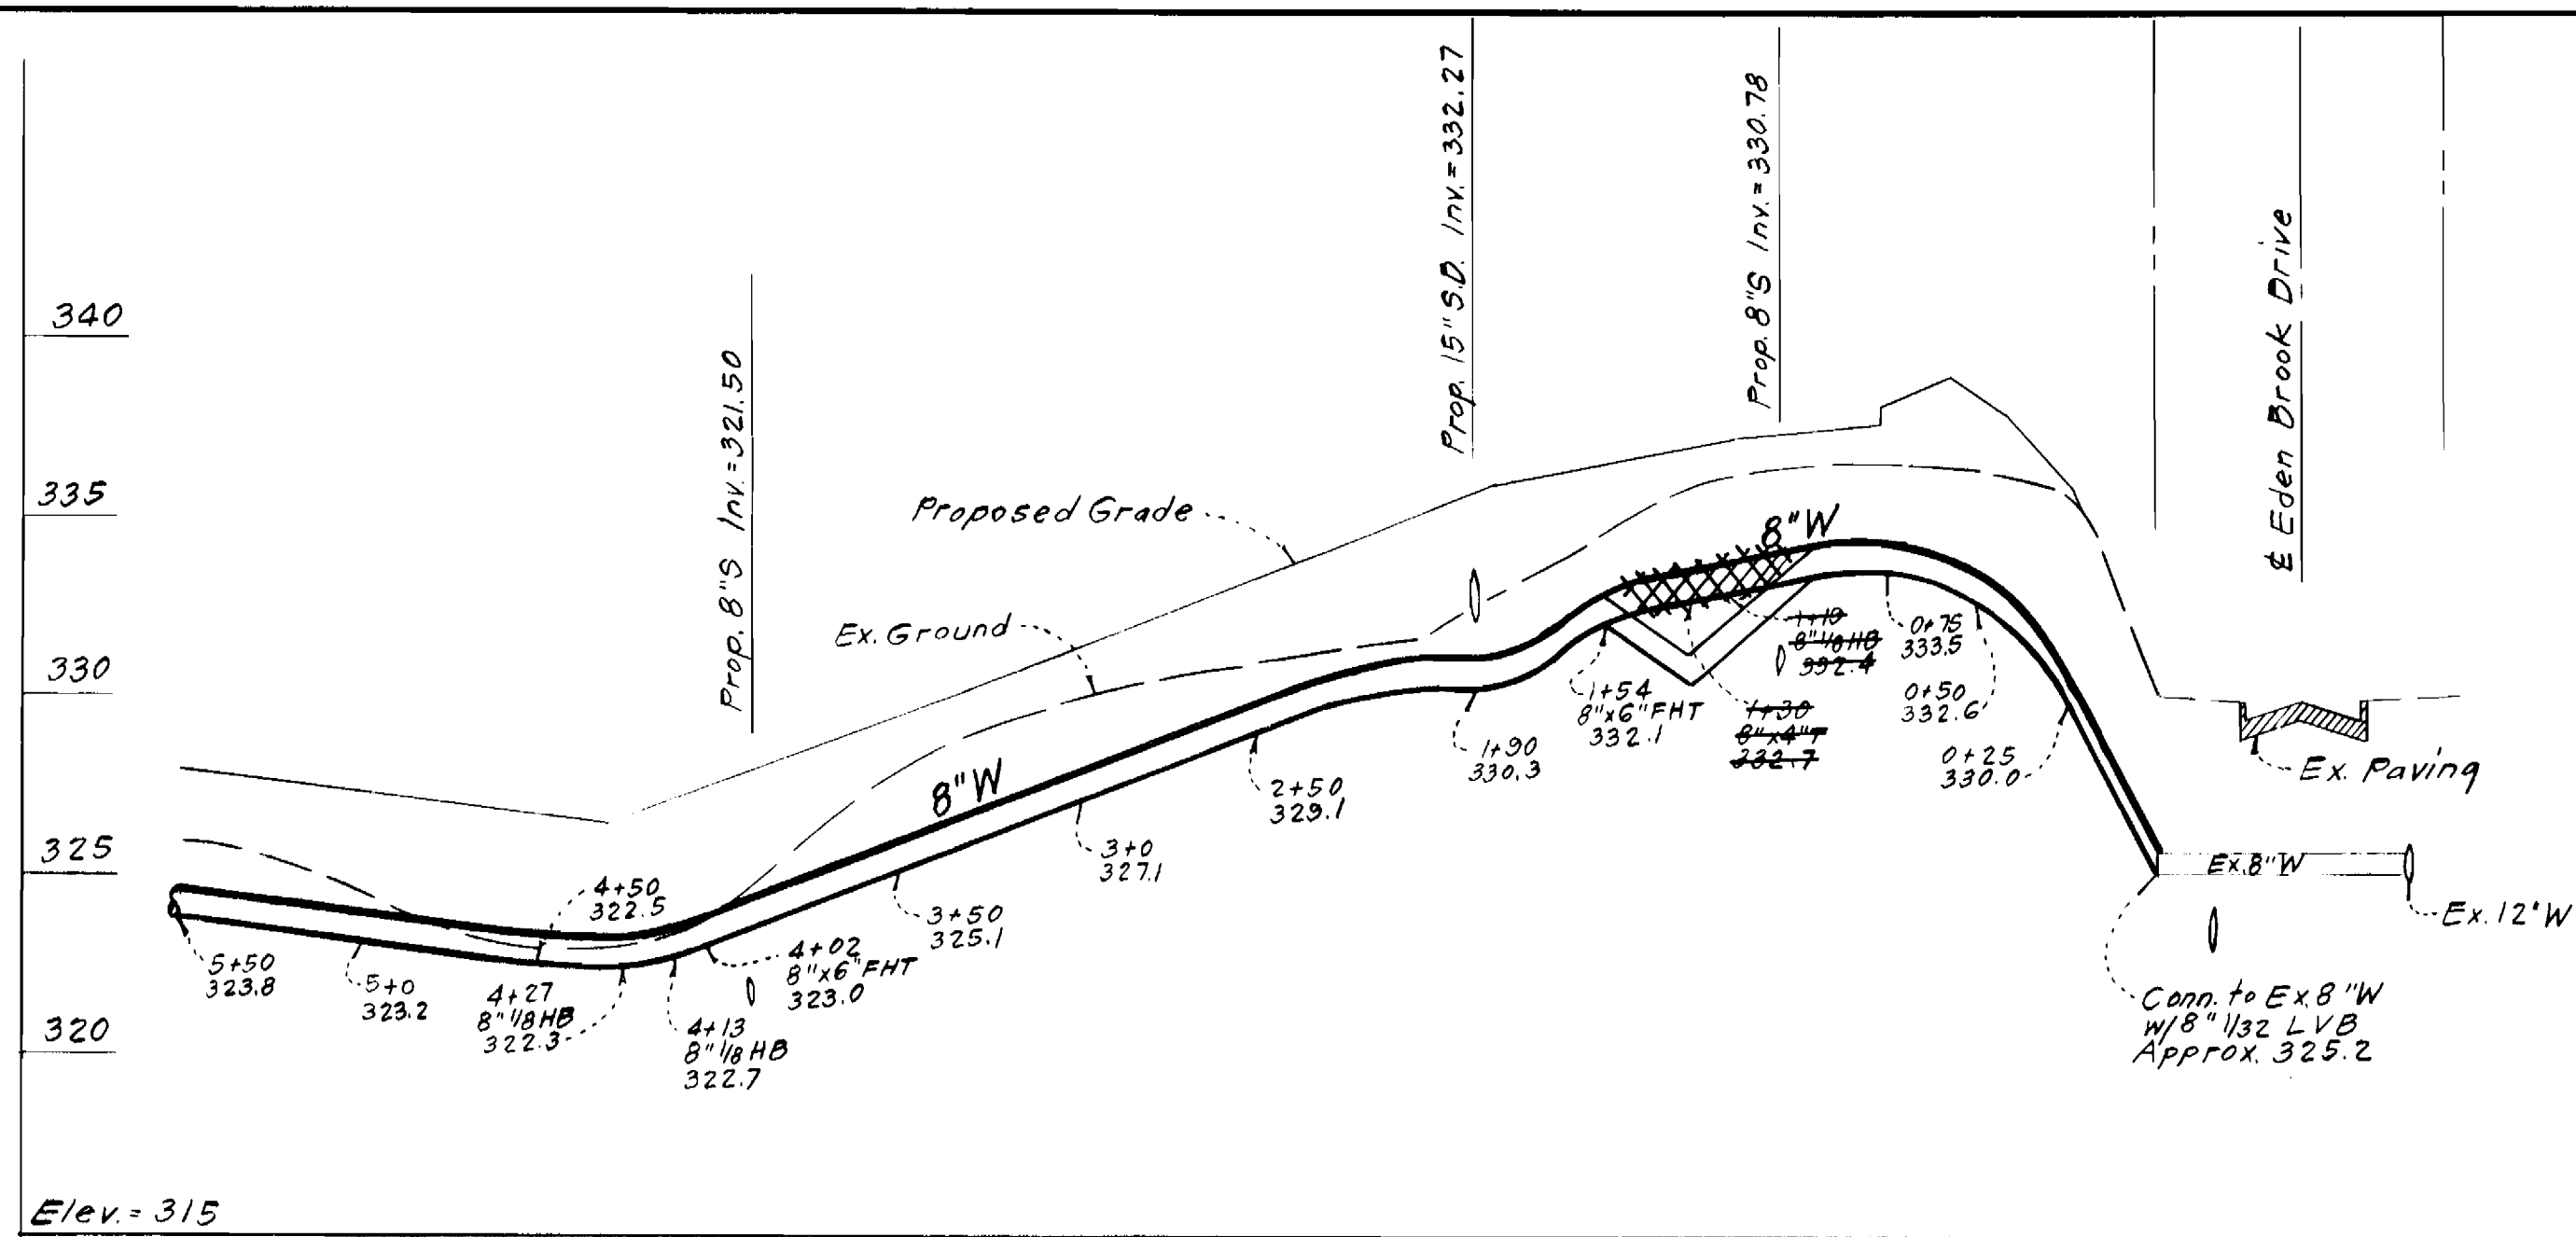 340
335
330
325
320
Elev. = 315
Prop. 8"S Inv. = 321.50
Prop. 15" S.D. Inv. = 332.27
Prop. 8"S Inv. = 330.78
℄ Eden Brook Drive
Proposed Grade
Ex. Ground
8"W
8"W
5+50
323.8
5+0
323.2
4+50
322.5
4+27
8" 1/8 HB
322.3
4+13
8" 1/8 HB
322.7
4+02
8"x6" FHT
323.0
3+50
325.1
3+0
327.1
2+50
329.1
1+90
330.3
1+54
8"x6" FHT
332.1
1+30
8"x4"T
332.7
1+19
8" 1/8 HB
332.4
0+75
333.5
0+50
332.6
0+25
330.0
Ex. Paving
Ex. 8"W
Ex. 12"W
Conn. to Ex. 8"W
W/8" 1/32 LVB
Approx. 325.2